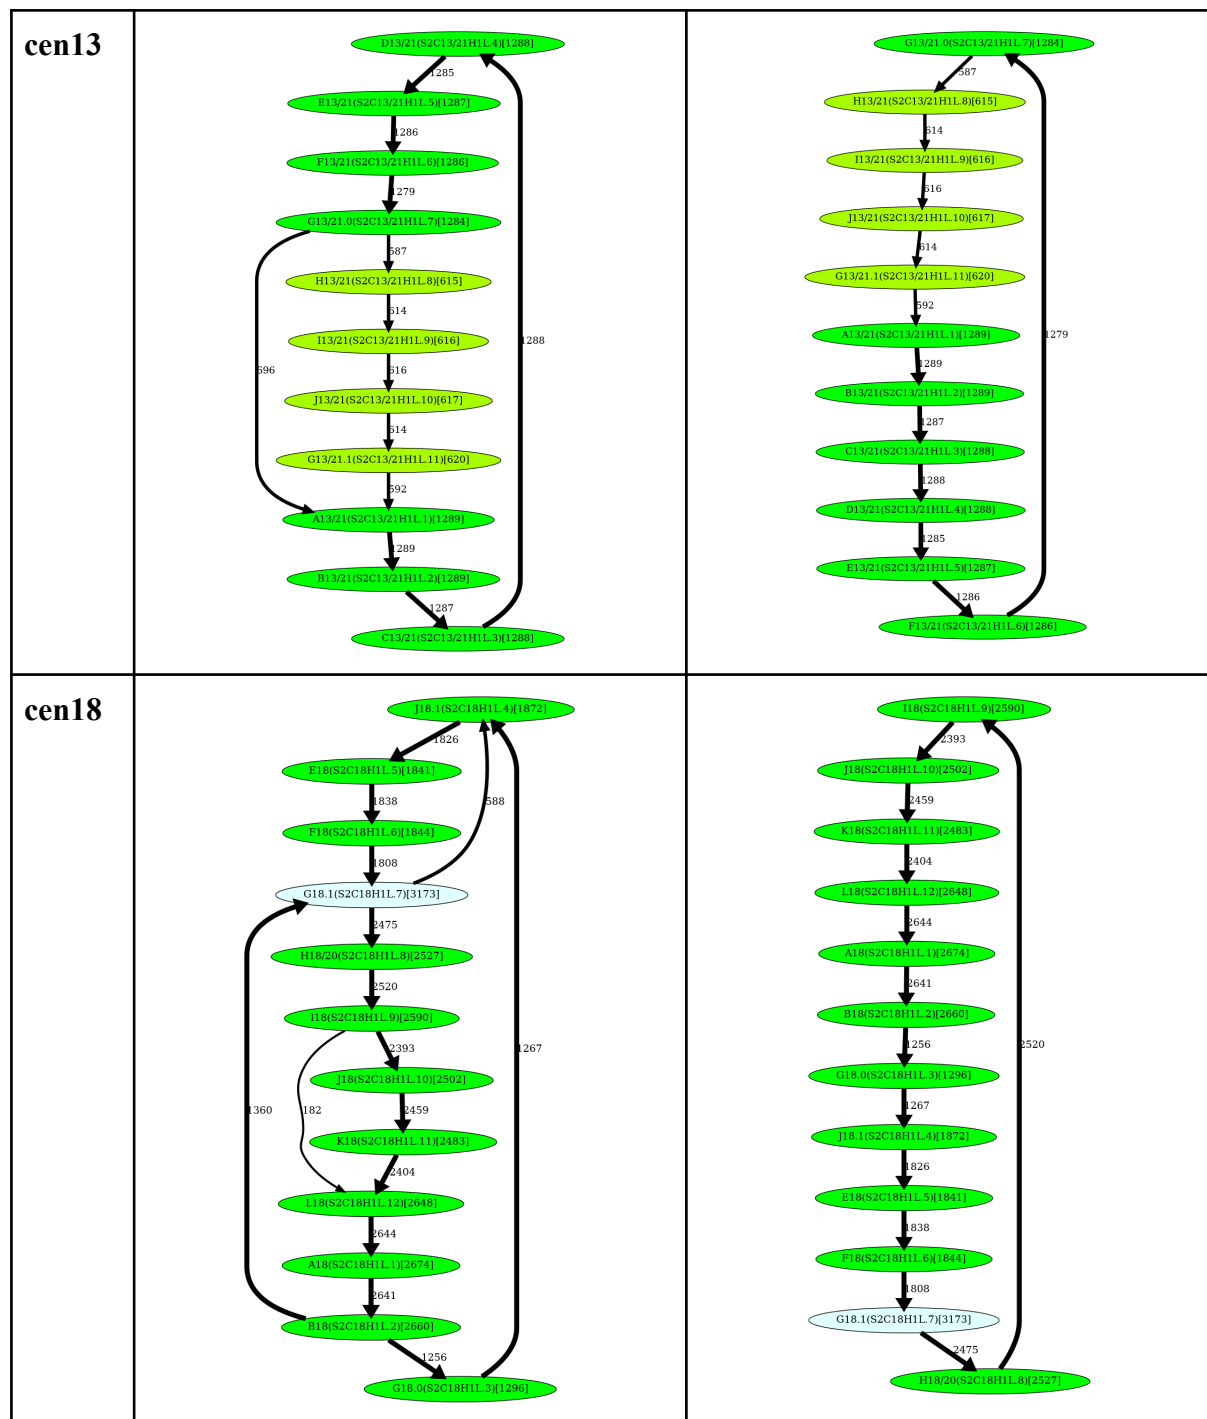 cen13
D13/21(S2C13/21H1L.4)[1288]
1285
E13/21(S2C13/21H1L.5)[1287]
1286
F13/21(S2C13/21H1L.6)[1286]
1279
G13/21.0(S2C13/21H1L.7)[1284]
587
H13/21(S2C13/21H1L.8)[615]
614
I13/21(S2C13/21H1L.9)[616]
1288
696
616
J13/21(S2C13/21H1L.10)[617]
614
G13/21.1(S2C13/21H1L.11)[620]
592
A13/21(S2C13/21H1L.1)[1289]
1289
B13/21(S2C13/21H1L.2)[1289]
1287
C13/21(S2C13/21H1L.3)[1288]
G13/21.0(S2C13/21H1L.7)[1284]
587
H13/21(S2C13/21H1L.8)[615]
614
I13/21(S2C13/21H1L.9)[616]
616
J13/21(S2C13/21H1L.10)[617]
614
G13/21.1(S2C13/21H1L.11)[620]
592
A13/21(S2C13/21H1L.1)[1289]
1279
1289
B13/21(S2C13/21H1L.2)[1289]
1287
C13/21(S2C13/21H1L.3)[1288]
1288
D13/21(S2C13/21H1L.4)[1288]
1285
E13/21(S2C13/21H1L.5)[1287]
1286
F13/21(S2C13/21H1L.6)[1286]
cen18
J18.1(S2C18H1L.4)[1872]
1826
E18(S2C18H1L.5)[1841]
588
1838
F18(S2C18H1L.6)[1844]
1808
G18.1(S2C18H1L.7)[3173]
2475
H18/20(S2C18H1L.8)[2527]
2520
I18(S2C18H1L.9)[2590]
2393
1267
J18(S2C18H1L.10)[2502]
1360
182
2459
K18(S2C18H1L.11)[2483]
2404
L18(S2C18H1L.12)[2648]
2644
A18(S2C18H1L.1)[2674]
2641
B18(S2C18H1L.2)[2660]
1256
G18.0(S2C18H1L.3)[1296]
I18(S2C18H1L.9)[2590]
2393
J18(S2C18H1L.10)[2502]
2459
K18(S2C18H1L.11)[2483]
2404
L18(S2C18H1L.12)[2648]
2644
A18(S2C18H1L.1)[2674]
2641
B18(S2C18H1L.2)[2660]
1256
2520
G18.0(S2C18H1L.3)[1296]
1267
J18.1(S2C18H1L.4)[1872]
1826
E18(S2C18H1L.5)[1841]
1838
F18(S2C18H1L.6)[1844]
1808
G18.1(S2C18H1L.7)[3173]
2475
H18/20(S2C18H1L.8)[2527]